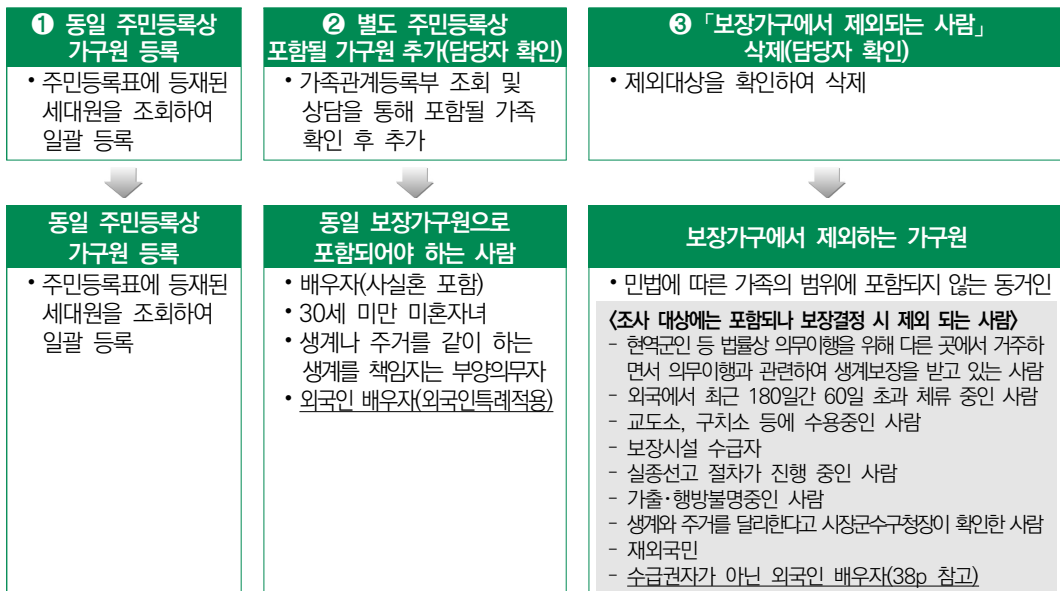 ❶ 동일 주민등록상
가구원 등록
• 주민등록표에 등재된
세대원을 조회하여
일괄 등록
❷ 별도 주민등록상
포함될 가구원 추가(담당자 확인)
• 가족관계등록부 조회 및
상담을 통해 포함될 가족
확인 후 추가
❸ 「보장가구에서 제외되는 사람」
삭제(담당자 확인)
• 제외대상을 확인하여 삭제
동일 주민등록상
가구원 등록
• 주민등록표에 등재된
세대원을 조회하여
일괄 등록
동일 보장가구원으로
포함되어야 하는 사람
• 배우자(사실혼 포함)
• 30세 미만 미혼자녀
• 생계나 주거를 같이 하는
생계를 책임지는 부양의무자
• 외국인 배우자(외국인특례적용)
보장가구에서 제외하는 가구원
• 민법에 따른 가족의 범위에 포함되지 않는 동거인
〈조사 대상에는 포함되나 보장결정 시 제외 되는 사람〉
- 현역군인 등 법률상 의무이행을 위해 다른 곳에서 거주하
면서 의무이행과 관련하여 생계보장을 받고 있는 사람
- 외국에서 최근 180일간 60일 초과 체류 중인 사람
- 교도소, 구치소 등에 수용중인 사람
- 보장시설 수급자
- 실종선고 절차가 진행 중인 사람
- 가출·행방불명중인 사람
- 생계와 주거를 달리한다고 시장군수구청장이 확인한 사람
- 재외국민
- 수급권자가 아닌 외국인 배우자(38p 참고)